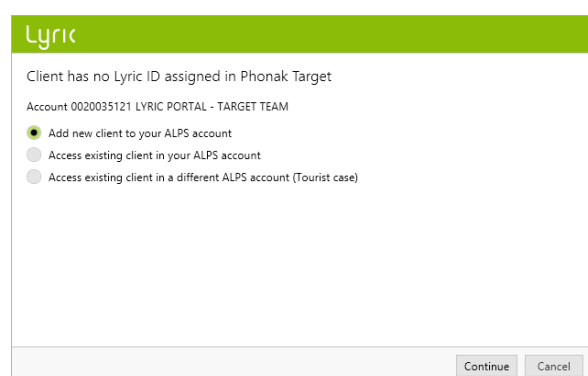 Lyric
Client has no Lyric ID assigned in Phonak Target
Account 0020035121 LYRIC PORTAL - TARGET TEAM
Add new client to your ALPS account
Access existing client in your ALPS account
Access existing client in a different ALPS account (Tourist case)
Continue Cancel